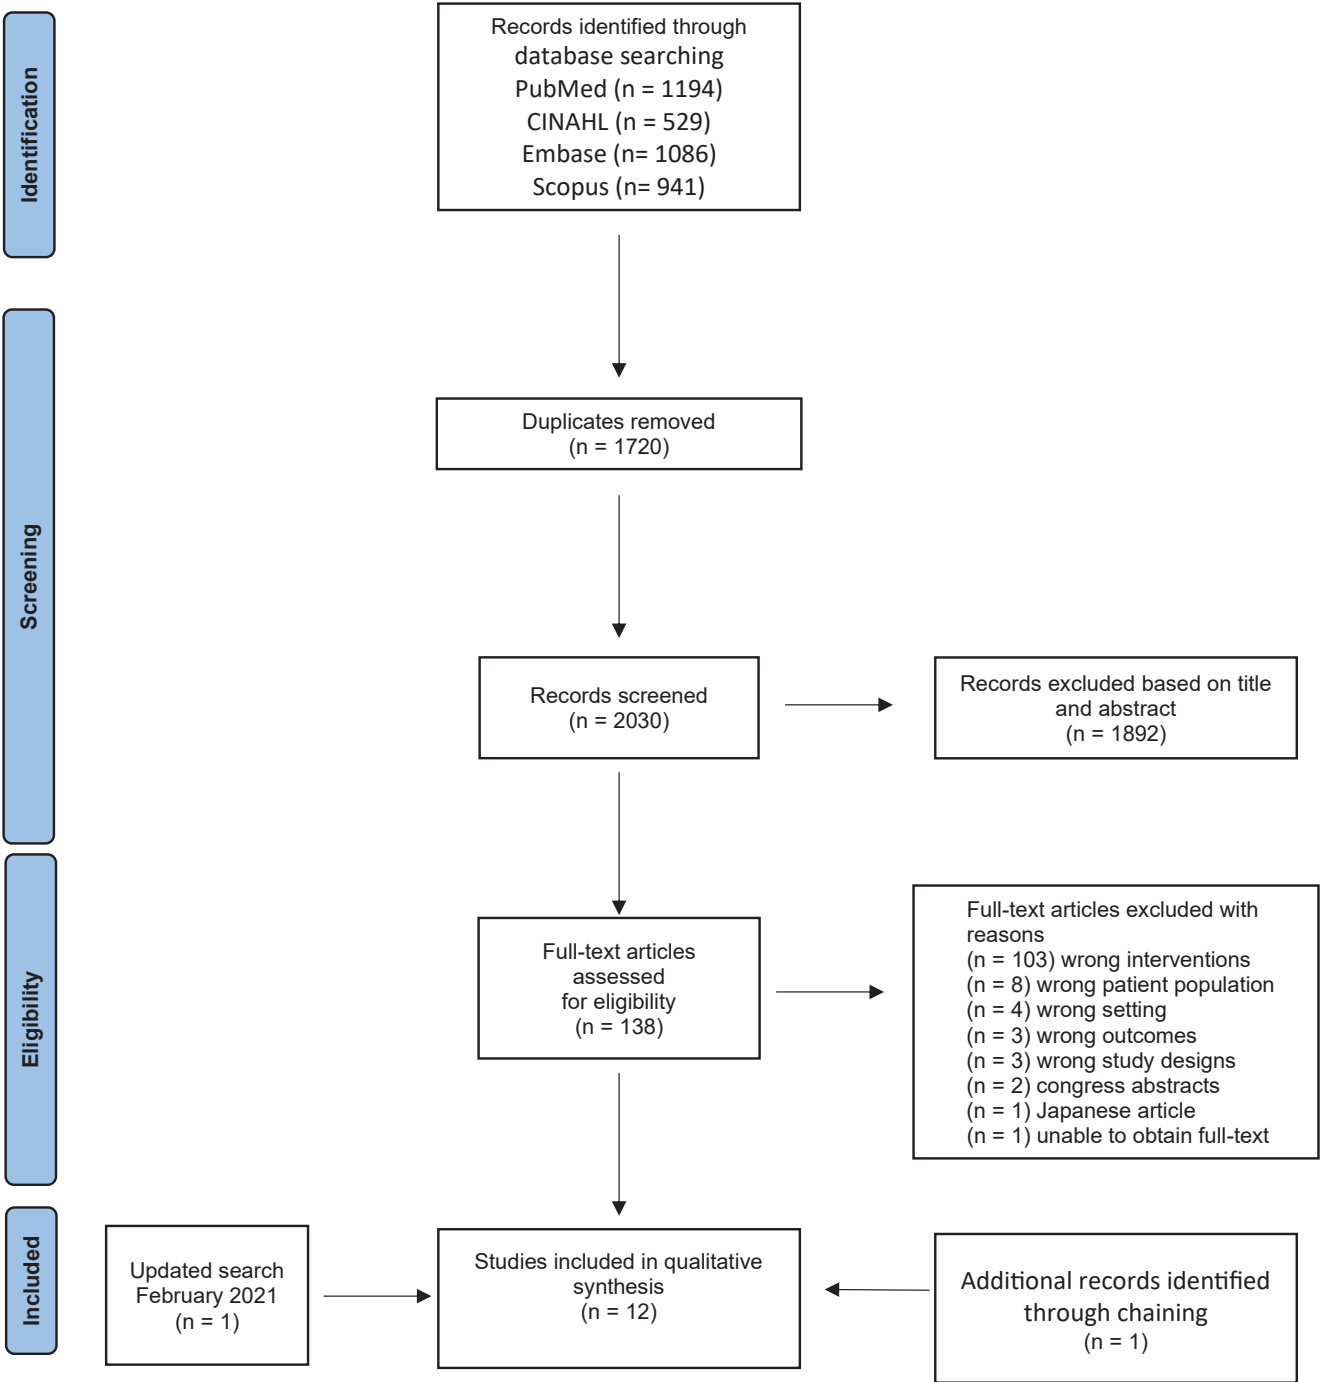 Identification
Records identified through
database searching
PubMed (n = 1194)
CINAHL (n = 529)
Embase (n= 1086)
Scopus (n= 941)
Screening
Duplicates removed
(n = 1720)
Records screened
(n = 2030)
Records excluded based on title
and abstract
(n = 1892)
Eligibility
Full-text articles
assessed
for eligibility
(n = 138)
Full-text articles excluded with
reasons
(n = 103) wrong interventions
(n = 8) wrong patient population
(n = 4) wrong setting
(n = 3) wrong outcomes
(n = 3) wrong study designs
(n = 2) congress abstracts
(n = 1) Japanese article
(n = 1) unable to obtain full-text
Included
Updated search
February 2021
(n = 1)
Studies included in qualitative
synthesis
(n = 12)
Additional records identified
through chaining
(n = 1)